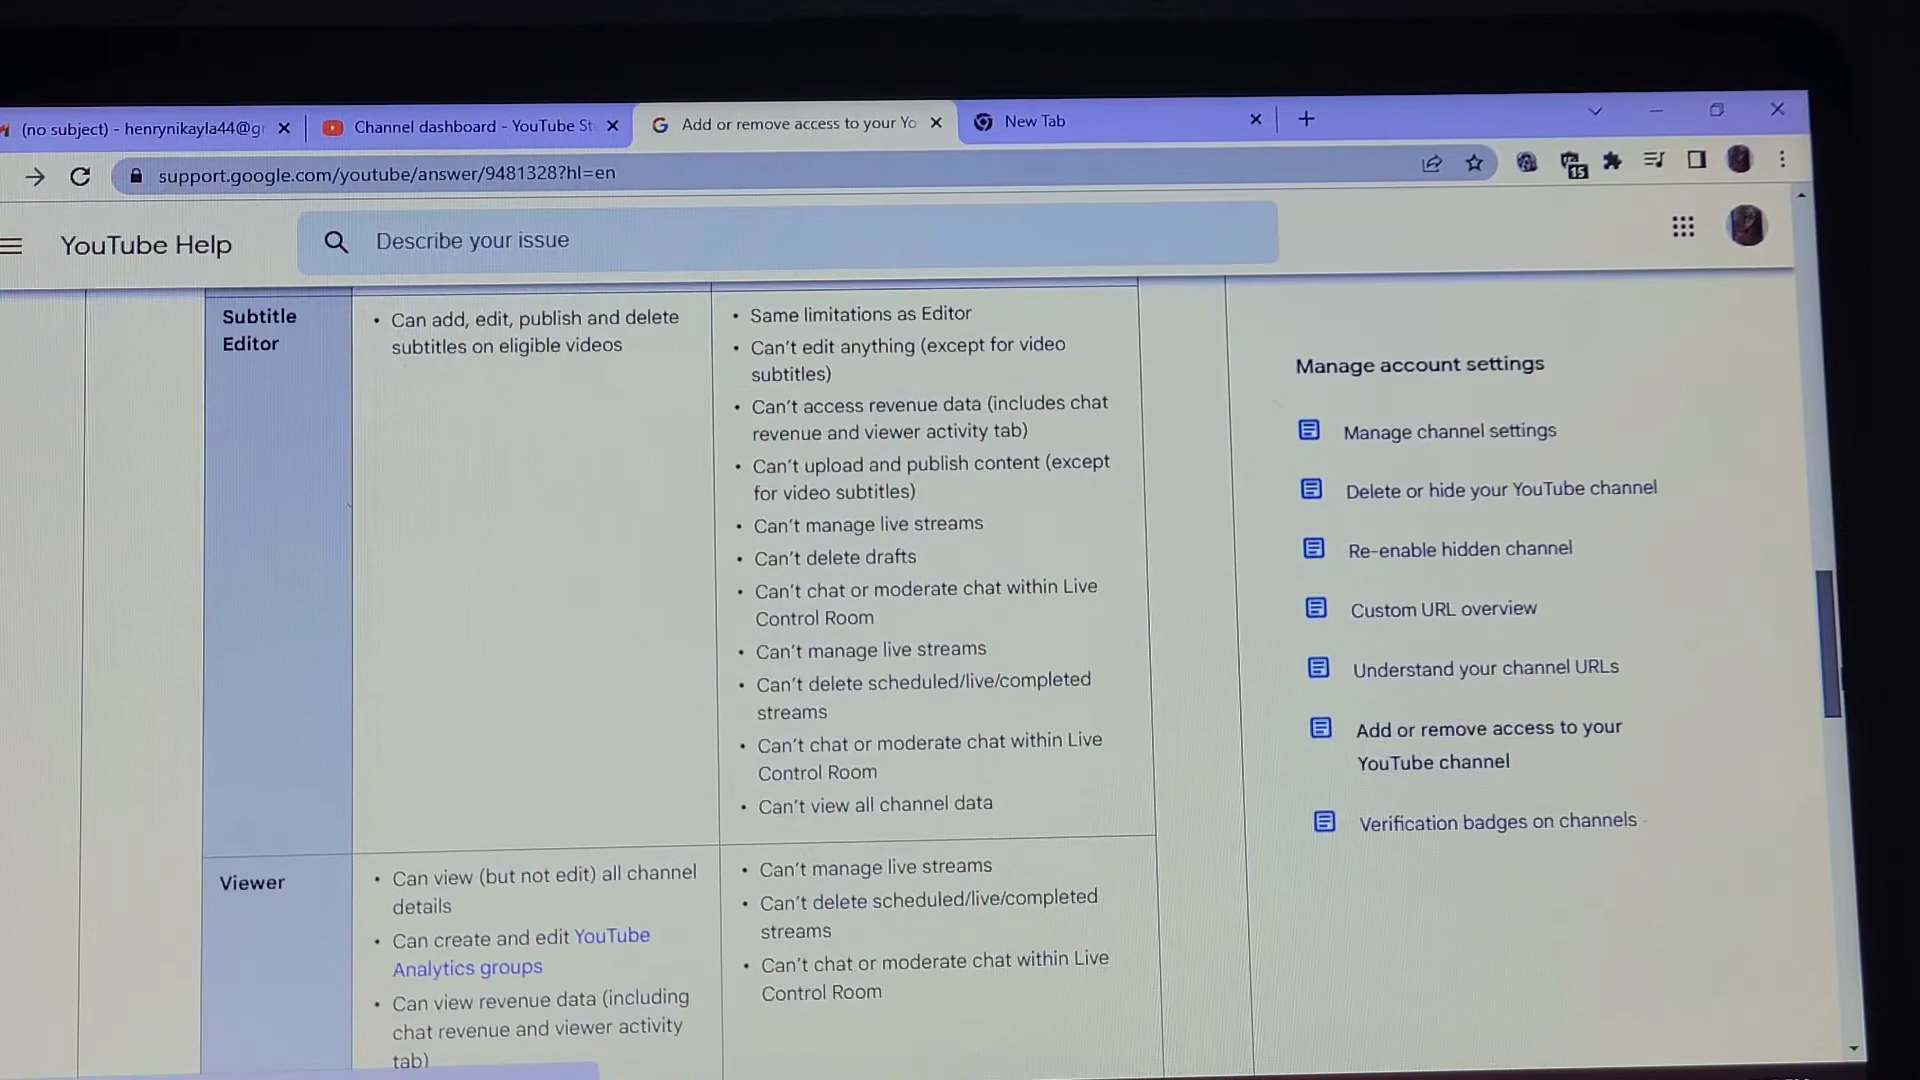 (no subject) - henrynikayla44@gr
Channel dashboard - YouTube St
Add or remove access to your Yo
New Tab
support.google.com/youtube/answer/9481328?hl=en
15
YouTube Help
Describe your issue
Subtitle
Editor
• Can add, edit, publish and delete
subtitles on eligible videos
• Same limitations as Editor
• Can't edit anything (except for video
subtitles)
• Can't access revenue data (includes chat
revenue and viewer activity tab)
• Can't upload and publish content (except
for video subtitles)
• Can't manage live streams
• Can't delete drafts
• Can't chat or moderate chat within Live
Control Room
• Can't manage live streams
• Can't delete scheduled/live/completed
streams
• Can't chat or moderate chat within Live
Control Room
• Can't view all channel data
Viewer
• Can view (but not edit) all channel
details
• Can create and edit YouTube
Analytics groups
• Can view revenue data (including
chat revenue and viewer activity
tab)
• Can't manage live streams
• Can't delete scheduled/live/completed
streams
• Can't chat or moderate chat within Live
Control Room
Manage account settings
Manage channel settings
Delete or hide your YouTube channel
Re-enable hidden channel
Custom URL overview
Understand your channel URLs
Add or remove access to your
YouTube channel
Verification badges on channels